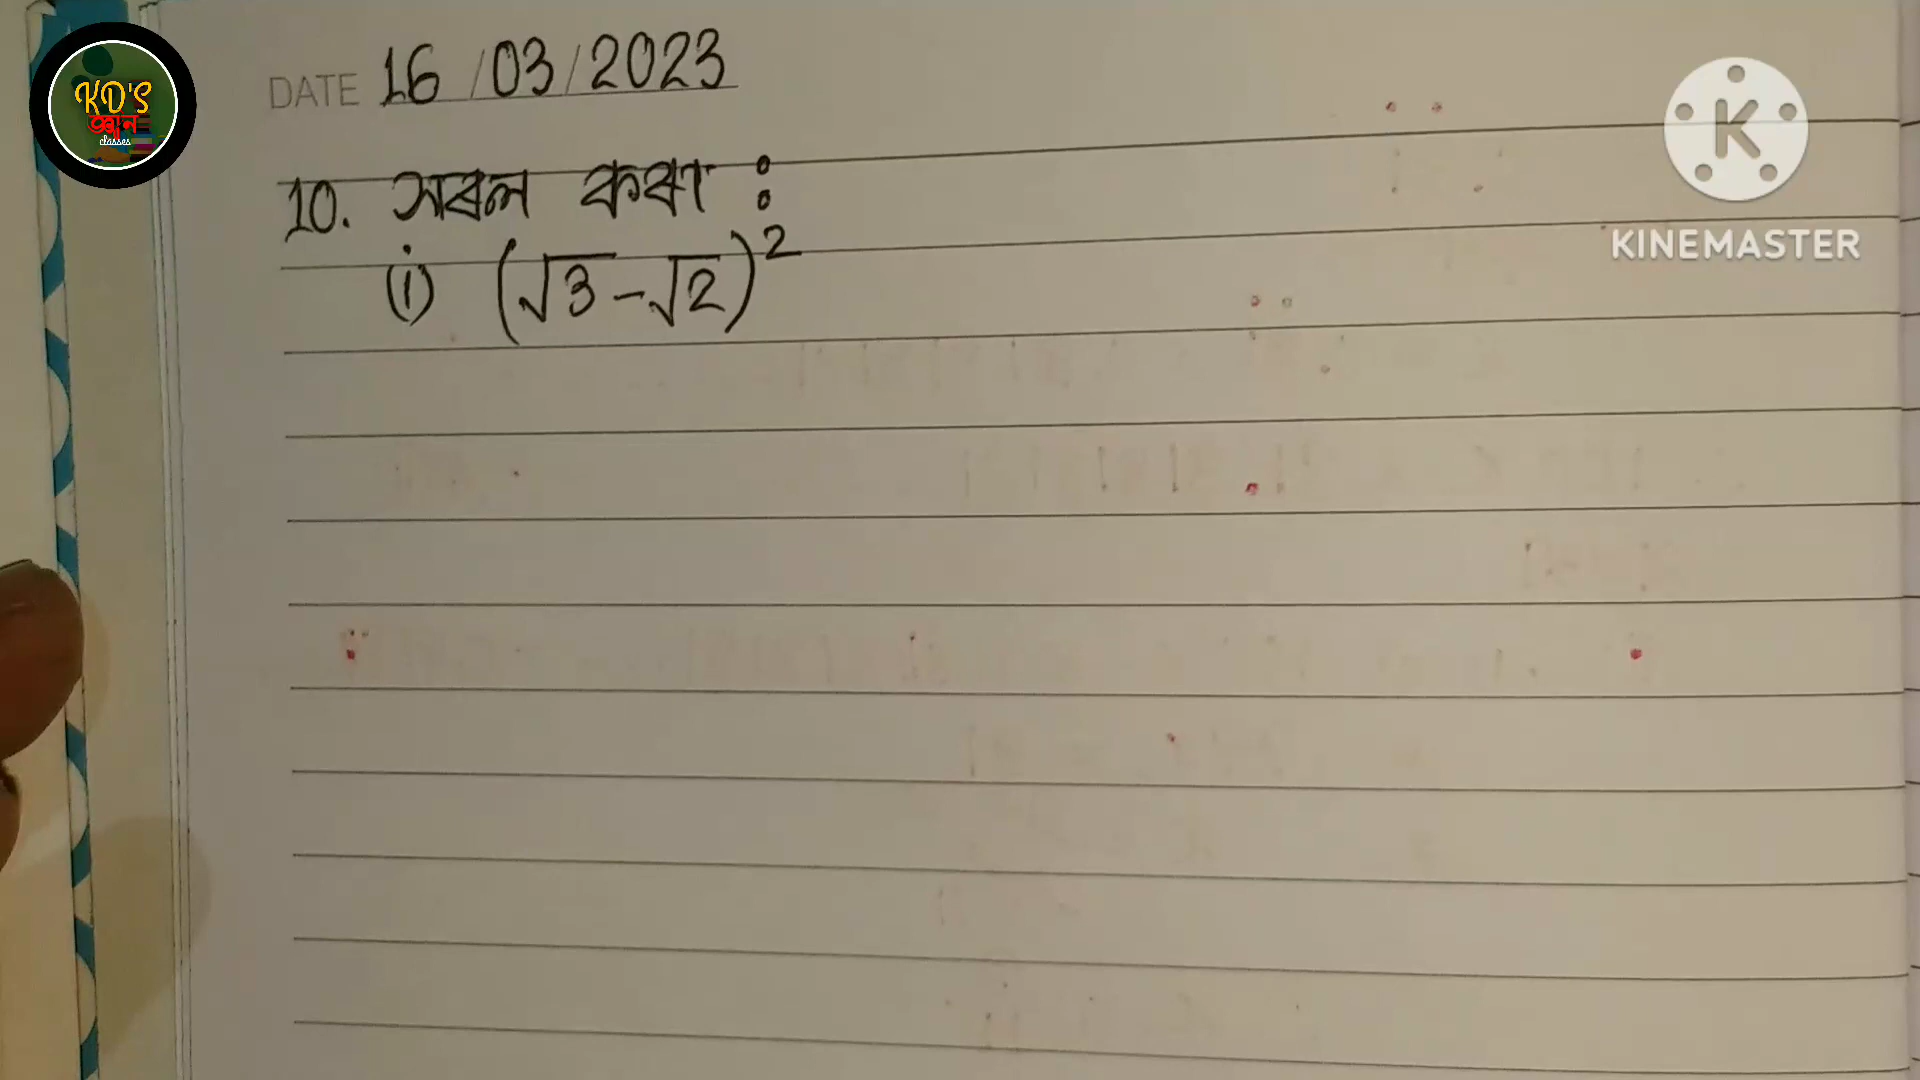 KD'S
জ্ঞান
classes
DATE 16/03/2023
KINEMASTER
10. সৰল কৰা :
(i) (√3-√2)²